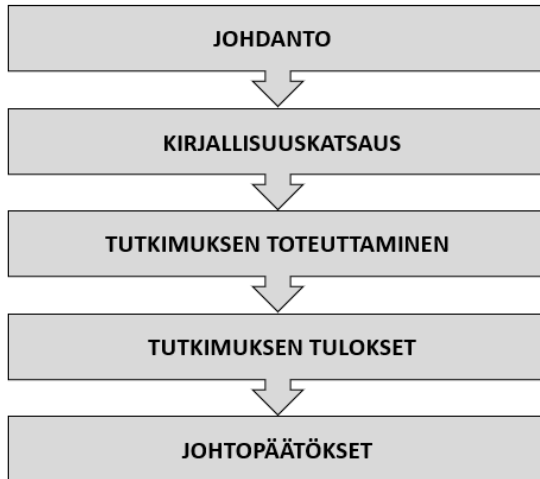 JOHDANTO
KIRJALLISUUSKATSAUS
TUTKIMUKSEN TOTEUTTAMINEN
TUTKIMUKSEN TULOKSET
JOHTOPÄÄTÖKSET